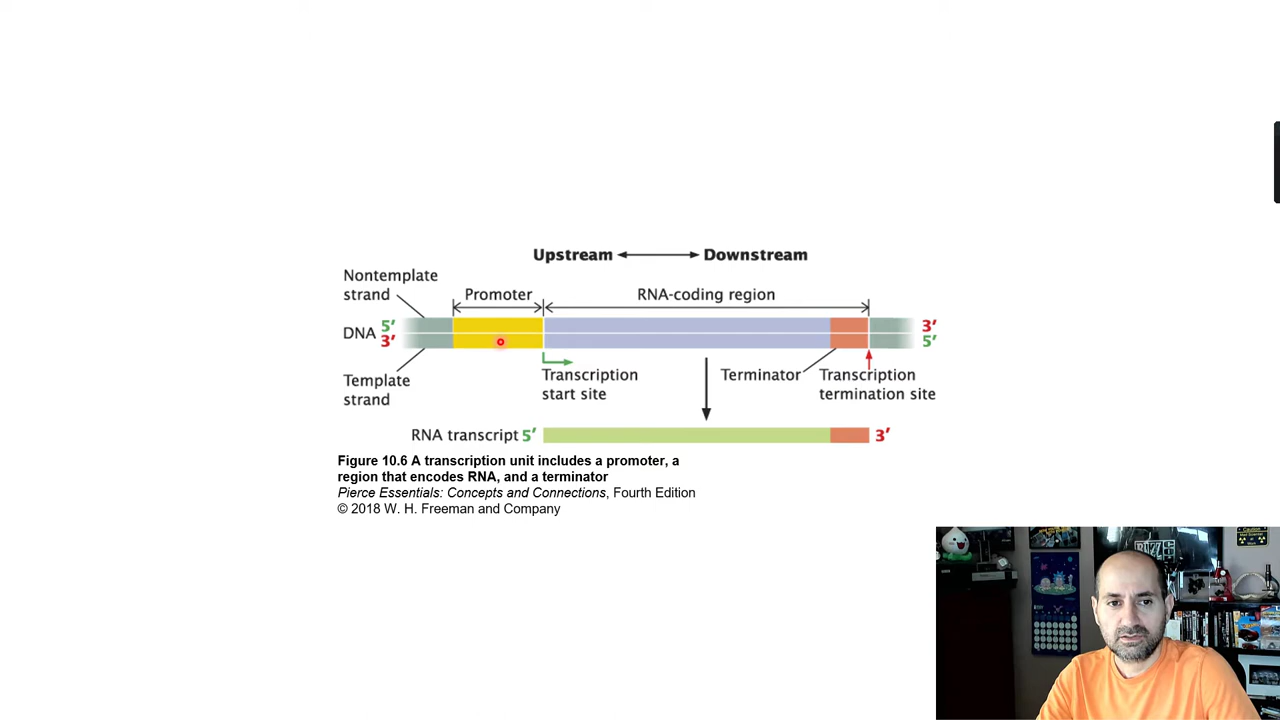 Upstream Downstream
Nontemplate
strand
Promoter
RNA-coding region
5′ 3′
DNA
3′ 5′
Template
strand
Transcription
start site
Terminator
Transcription
termination site
RNA transcript 5′ 3′
Figure 10.6 A transcription unit includes a promoter, a
region that encodes RNA, and a terminator
Pierce Essentials: Concepts and Connections, Fourth Edition
© 2018 W. H. Freeman and Company